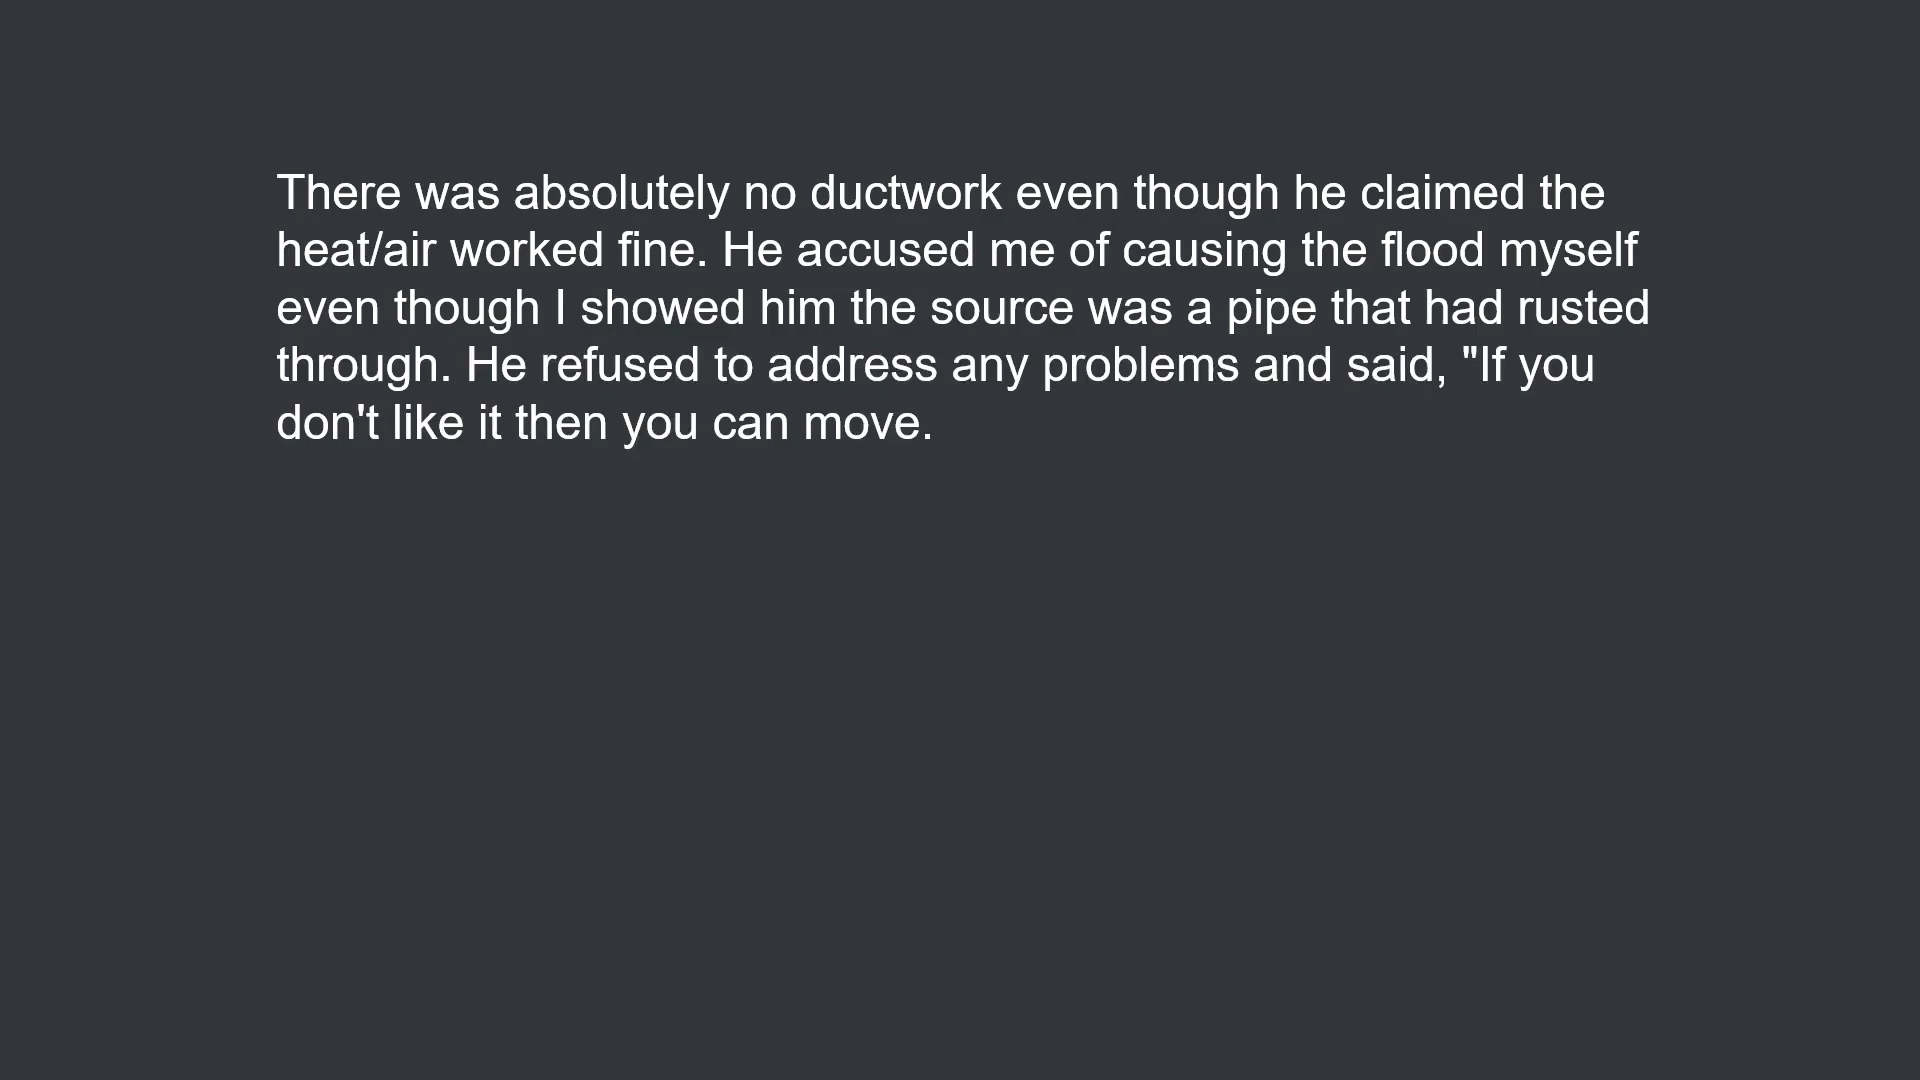 There was absolutely no ductwork even though he claimed the
heat/air worked fine. He accused me of causing the flood myself
even though I showed him the source was a pipe that had rusted
through. He refused to address any problems and said, "If you
don't like it then you can move.